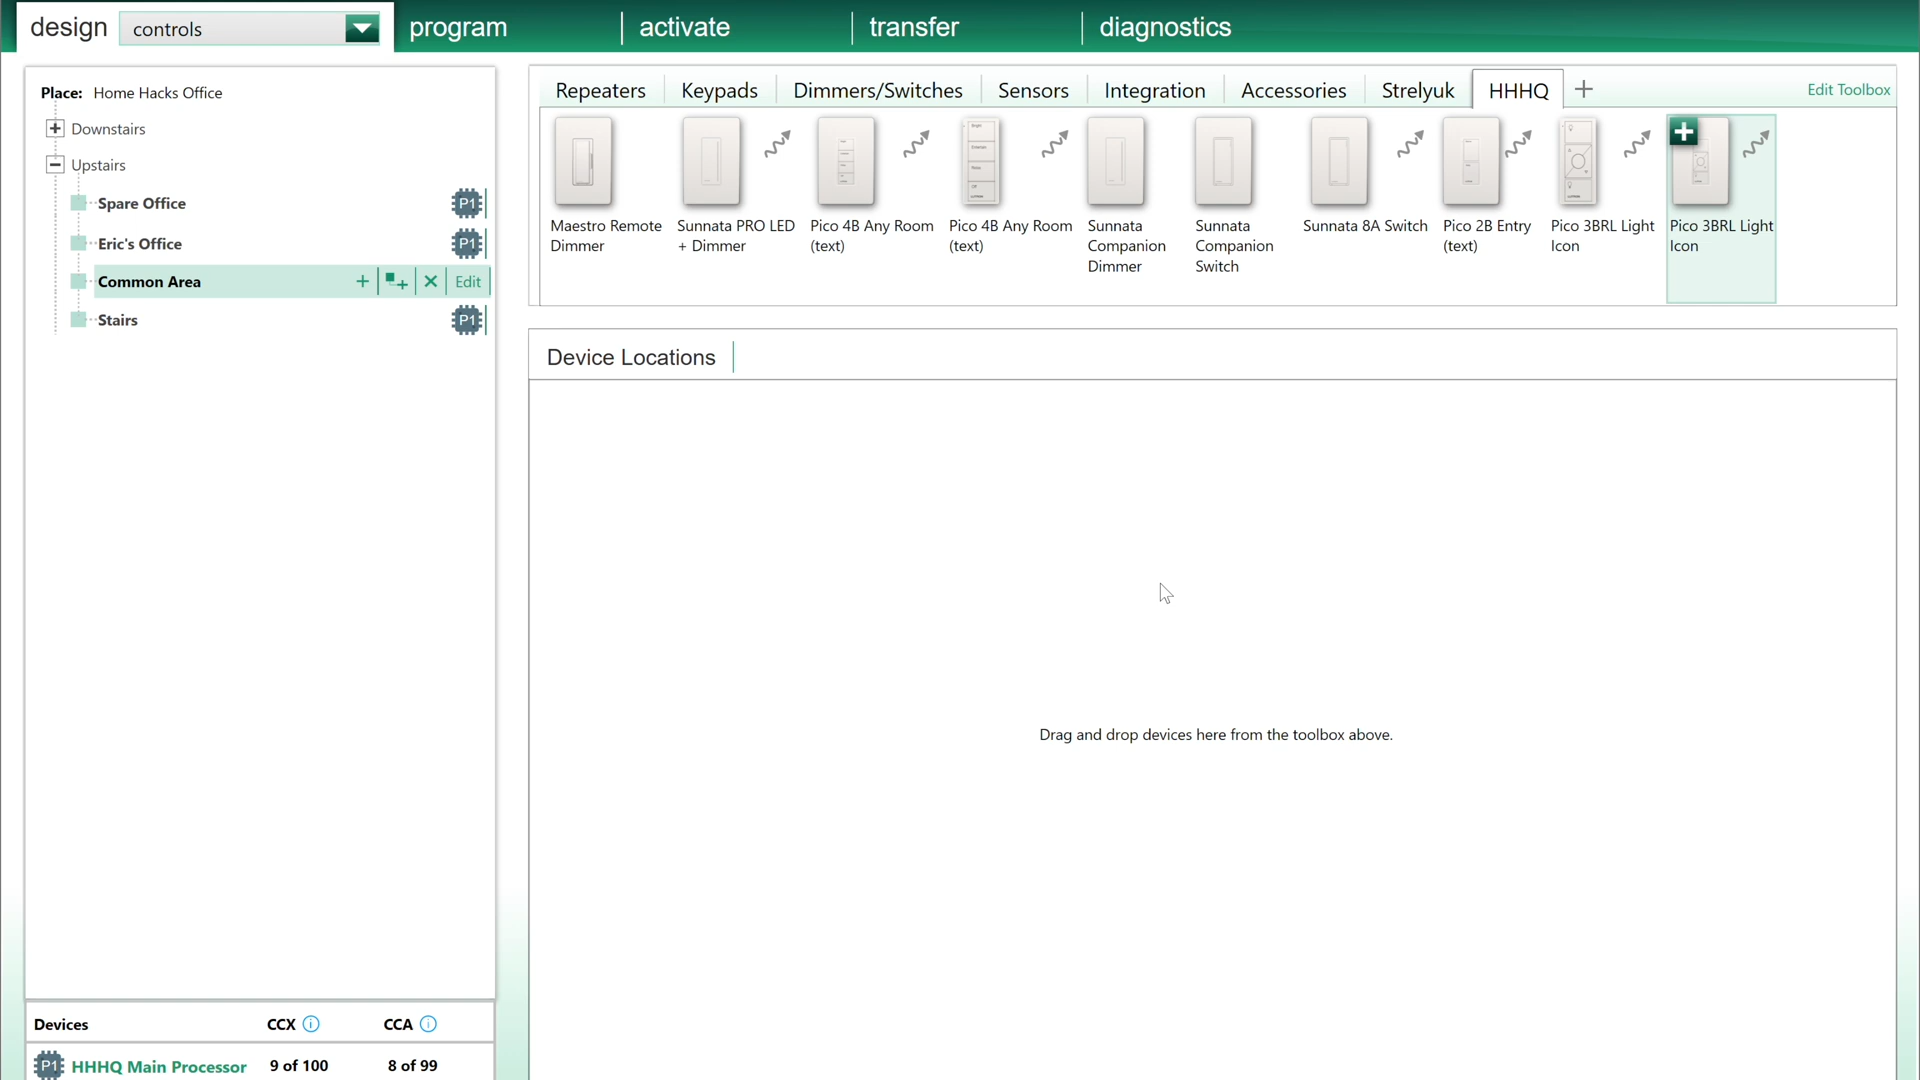 design
controls
program
activate
transfer
diagnostics
Place: Home Hacks Office
Downstairs
Upstairs
Spare Office
P1
Eric's Office
P1
Common Area
Edit
Stairs
P1
Devices CCX CCA
P1 HHHQ Main Processor 9 of 100 8 of 99
Repeaters
Keypads
Dimmers/Switches
Sensors
Integration
Accessories
Strelyuk
HHHQ
Edit Toolbox
Maestro Remote
Dimmer
Sunnata PRO LED
+ Dimmer
Pico 4B Any Room
(text)
Pico 4B Any Room
(text)
Sunnata
Companion
Dimmer
Sunnata
Companion
Switch
Sunnata 8A Switch
Pico 2B Entry
(text)
Pico 3BRL Light
Icon
Pico 3BRL Light
Icon
Device Locations
Drag and drop devices here from the toolbox above.